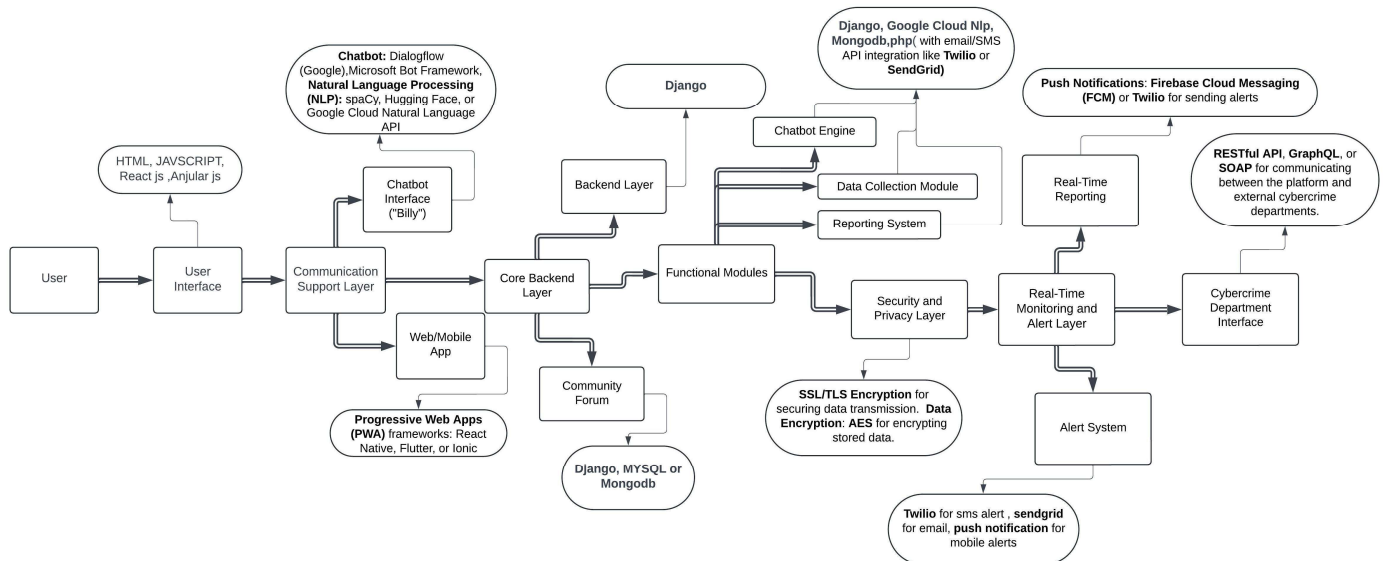 User
HTML, JAVSCRIPT,
React js ,Anjular js
User
Interface
Chatbot: Dialogflow
(Google),Microsoft Bot Framework,
Natural Language Processing
(NLP): spaCy, Hugging Face, or
Google Cloud Natural Language
API
Chatbot
Interface
("Billy")
Communication
Support Layer
Web/Mobile
App
Progressive Web Apps
(PWA) frameworks: React
Native, Flutter, or Ionic
Django
Backend Layer
Core Backend
Layer
Community
Forum
Django, MYSQL or
Mongodb
Django, Google Cloud Nlp,
Mongodb,php( with email/SMS
API integration like Twilio or
SendGrid)
Chatbot Engine
Data Collection Module
Reporting System
Functional Modules
Security and
Privacy Layer
SSL/TLS Encryption for
securing data transmission. Data
Encryption: AES for encrypting
stored data.
Push Notifications: Firebase Cloud Messaging
(FCM) or Twilio for sending alerts
Real-Time
Reporting
Real-Time
Monitoring and
Alert Layer
Alert System
Twilio for sms alert , sendgrid
for email, push notification for
mobile alerts
RESTful API, GraphQL, or
SOAP for communicating
between the platform and
external cybercrime
departments.
Cybercrime
Department
Interface